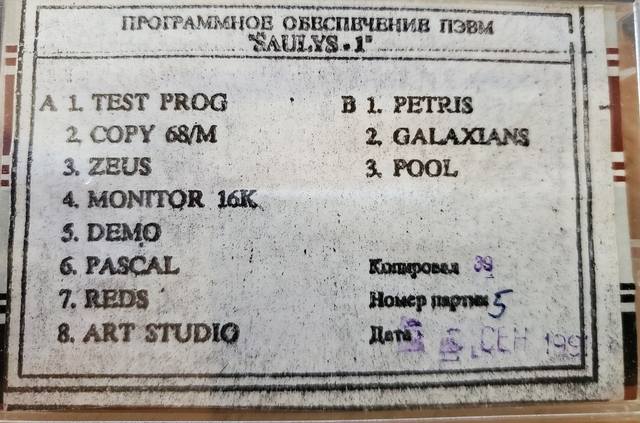 ПРОГРАММНОЕ ОБЕСПЕЧЕНИЕ ПЭВМ
"SAULYS-1"
A 1. TEST PROG
2. COPY 68/M
3. ZEUS
4. MONITOR 16K
5. DEMO
6. PASCAL
7. REDS
8. ART STUDIO
B 1. PETRIS
2. GALAXIANS
3. POOL
Копировал 39
Номер партии 5
Дата СЕН